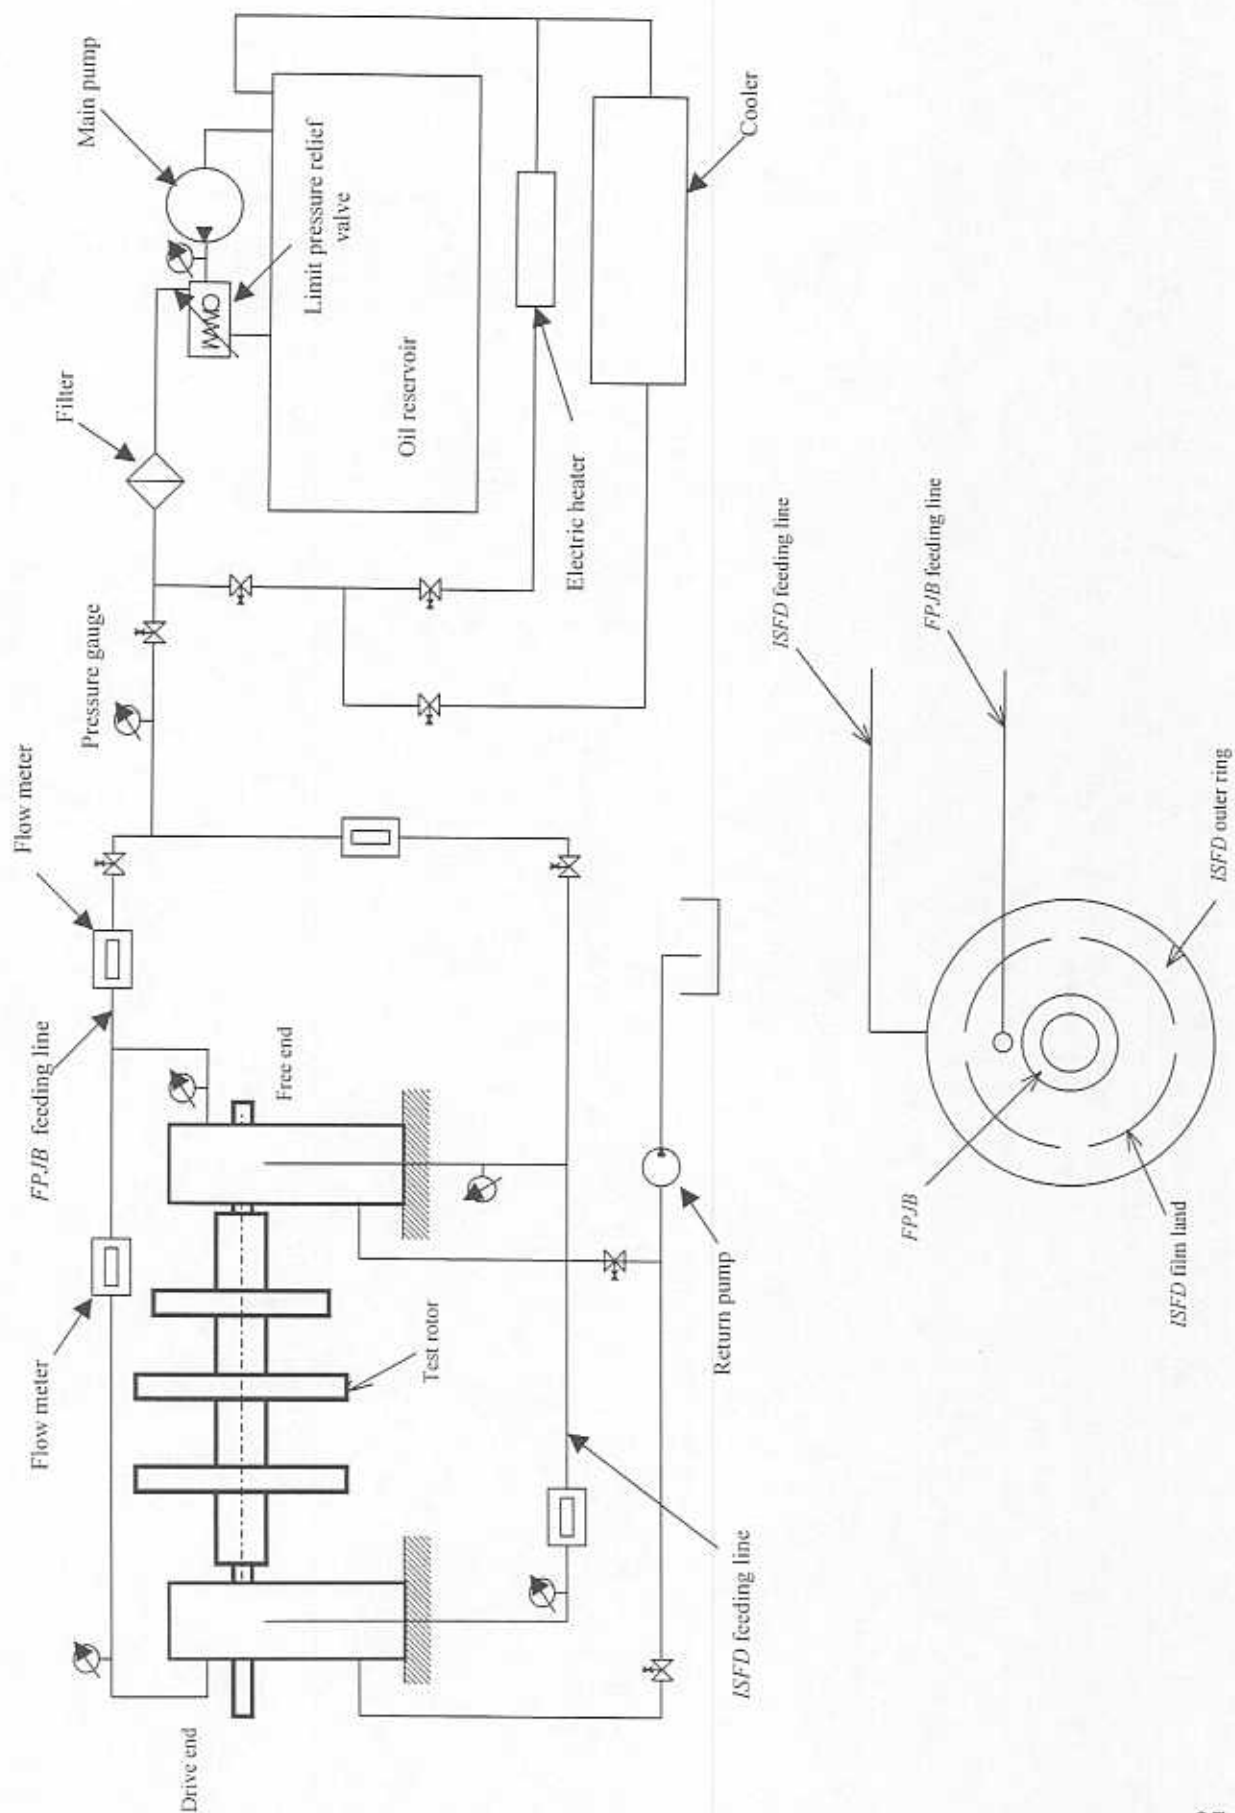 Main pump
Limit pressure relief
valve
Filter
Oil reservoir
Cooler
Electric heater
Pressure gauge
Flow meter
FPJB feeding line
Free end
Flow meter
Test rotor
Drive end
Return pump
ISFD feeding line
ISFD feeding line
FPJB feeding line
ISFD outer ring
FPJB
ISFD film land